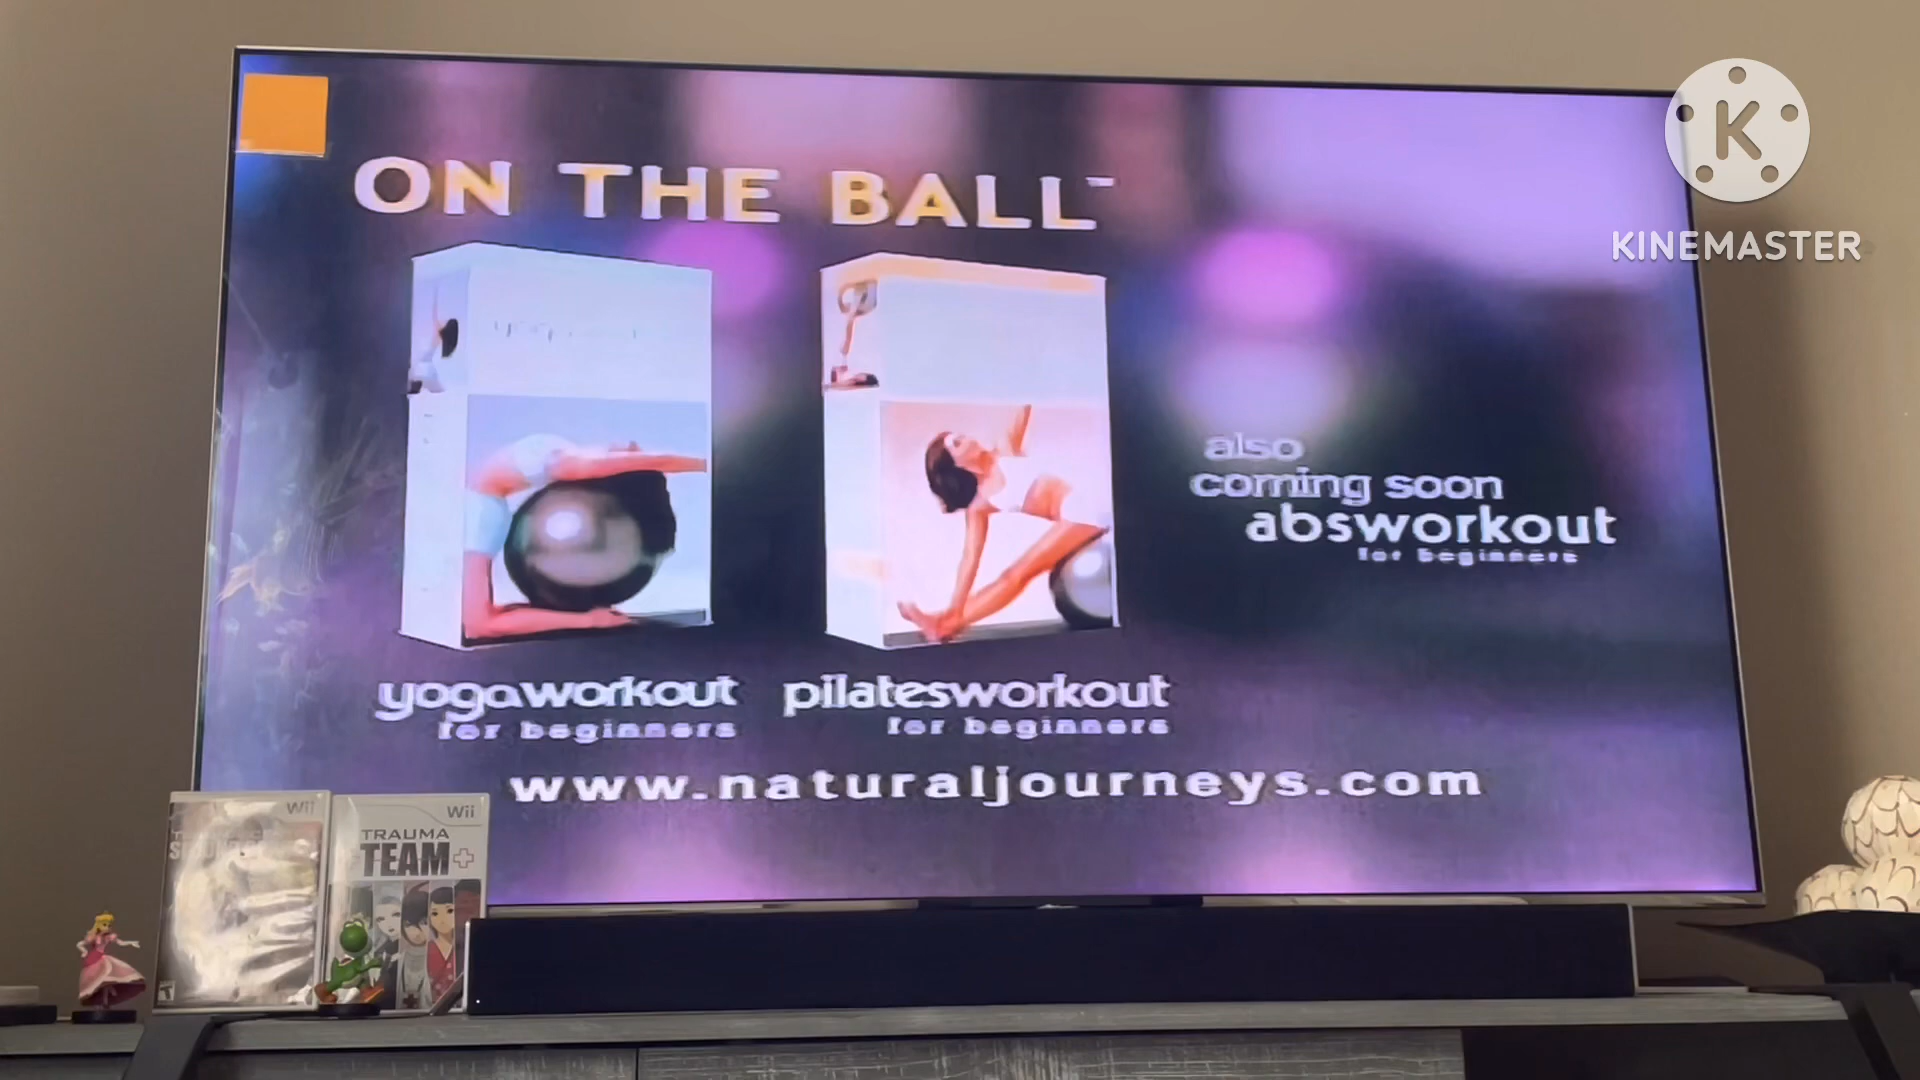 ON THE BALL™
also
coming soon
absworkout
for beginners
yogaworkout
for beginners
pilatesworkout
for beginners
www.naturaljourneys.com
K
KINEMASTER
Wii
Wii
TRAUMA
TEAM
T